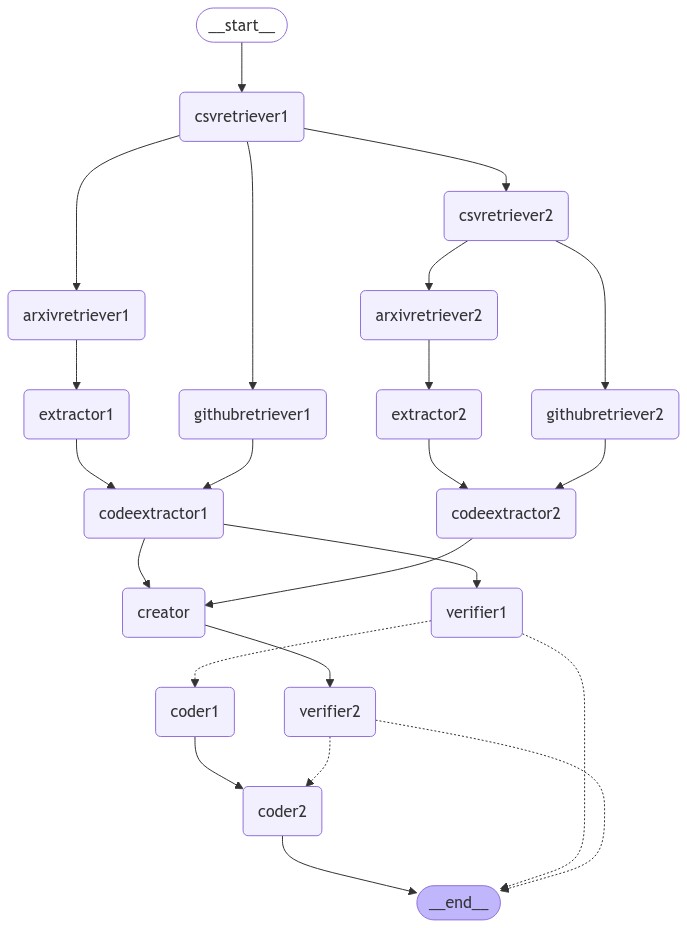 __start__
csvretriever1
csvretriever2
arxivretriever1
arxivretriever2
extractor1
githubretriever1
extractor2
githubretriever2
codeextractor1
codeextractor2
creator
verifier1
coder1
verifier2
coder2
__end__